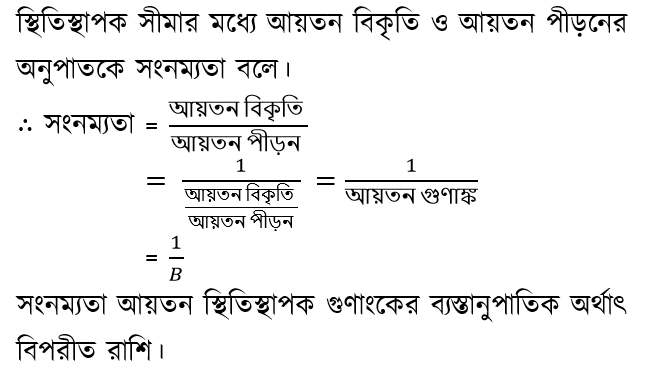 স্থিতিস্থাপক সীমার মধ্যে আয়তন বিকৃতি ও আয়তন পীড়নের
অনুপাতকে সংনম্যতা বলে।
∴ সংনম্যতা = আয়তন বিকৃতি / আয়তন পীড়ন
= 1 / (আয়তন বিকৃতি / আয়তন পীড়ন) = 1 / আয়তন গুণাঙ্ক
= 1 / B
সংনম্যতা আয়তন স্থিতিস্থাপক গুণাংকের ব্যস্তানুপাতিক অর্থাৎ
বিপরীত রাশি।